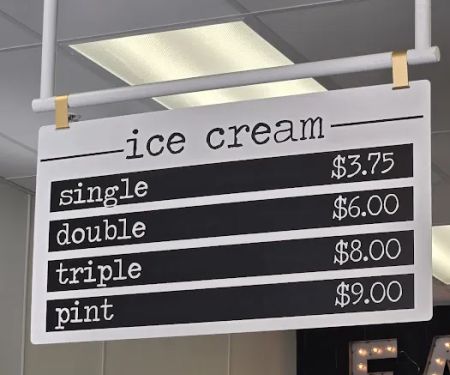 ice cream
single $3.75
double $6.00
triple $8.00
pint $9.00